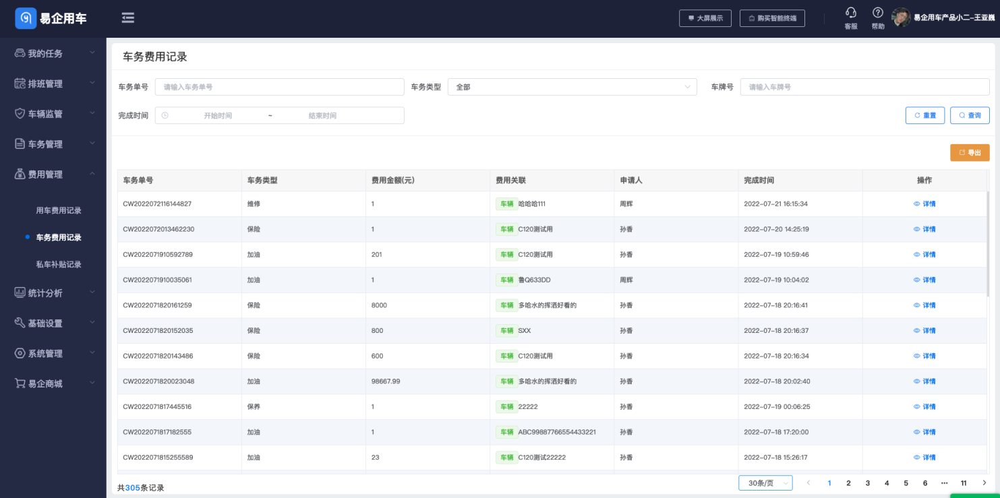 易企用车
大屏展示
购买智能终端
客服
帮助
易企用车产品小二-王亚巍
我的任务
排班管理
车辆监管
车务管理
费用管理
用车费用记录
车务费用记录
私车补贴记录
统计分析
基础设置
系统管理
易企商城
车务费用记录
车务单号 请输入车务单号 车务类型 全部 车牌号 请输入车牌号
完成时间 开始时间 ~ 结束时间 重置 查询
导出
车务单号 车务类型 费用金额(元) 费用关联 申请人 完成时间 操作
CW2022072116144827 维修 1 车辆 哈哈哈111 周辉 2022-07-21 16:15:34 详情
CW2022072013462230 保险 1 车辆 C120测试用 孙香 2022-07-20 14:25:19 详情
CW2022071910592789 加油 201 车辆 C120测试用 孙香 2022-07-19 10:59:46 详情
CW2022071910035061 加油 1 车辆 鲁Q633DD 周辉 2022-07-19 10:04:02 详情
CW2022071820161259 保险 8000 车辆 多哈水的挥洒好看的 孙香 2022-07-18 20:16:41 详情
CW2022071820152035 保险 800 车辆 SXX 孙香 2022-07-18 20:16:37 详情
CW2022071820143486 保险 600 车辆 C120测试用 孙香 2022-07-18 20:16:34 详情
CW2022071820023048 加油 98667.99 车辆 多哈水的挥洒好看的 孙香 2022-07-18 20:02:40 详情
CW2022071817445516 保养 1 车辆 22222 孙香 2022-07-19 00:06:25 详情
CW2022071817182555 加油 1 车辆 ABC99887766554433221 孙香 2022-07-18 17:20:00 详情
CW2022071815255589 加油 23 车辆 C120测试22222 孙香 2022-07-18 15:26:17 详情
共305条记录 30条/页 < 1 2 3 4 5 6 ··· 11 >